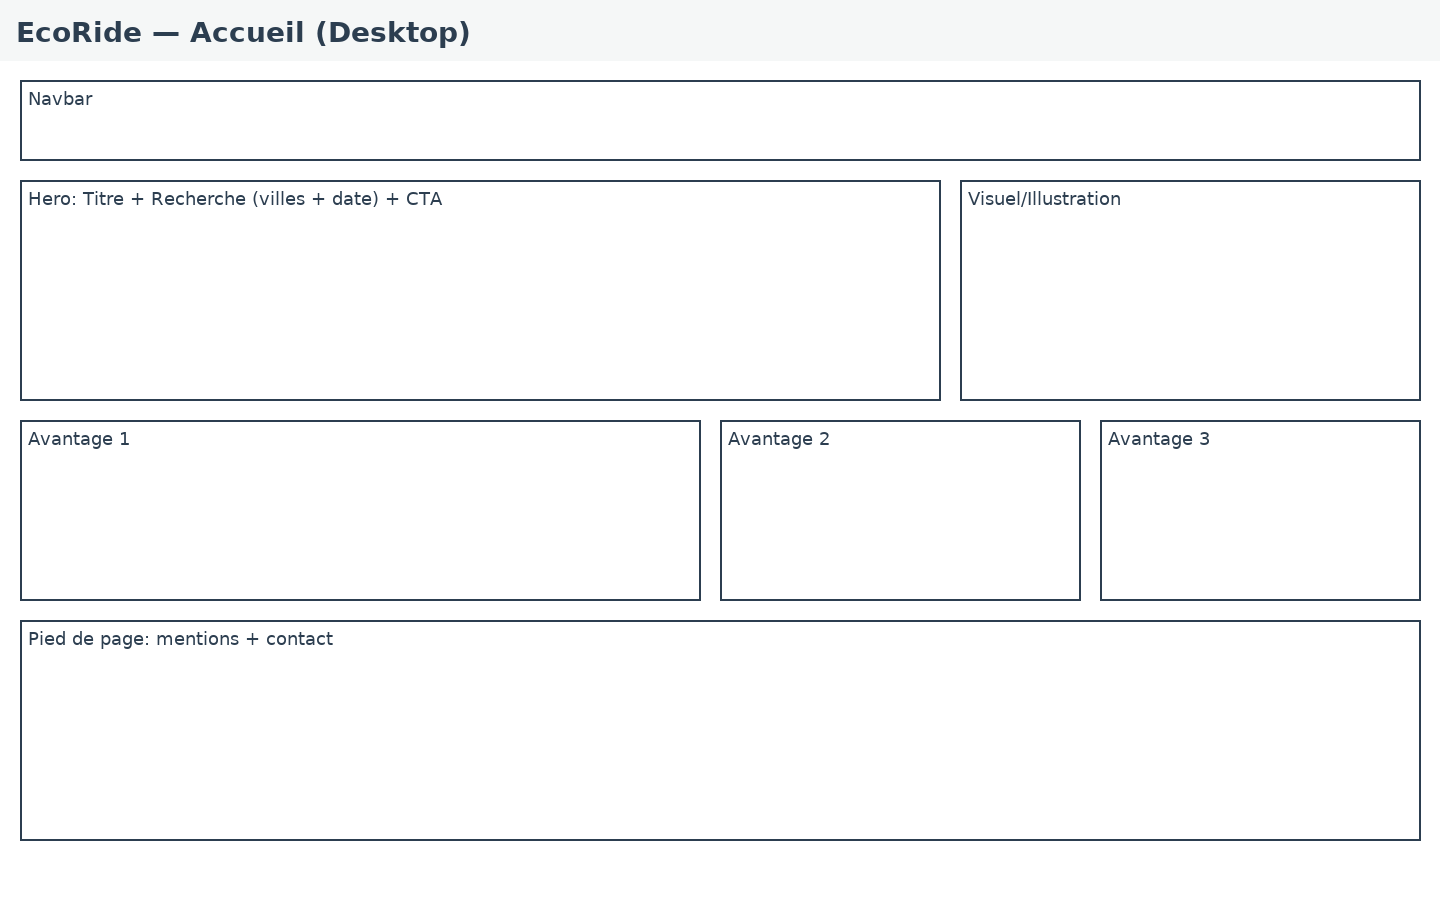 EcoRide — Accueil (Desktop)
Navbar
Hero: Titre + Recherche (villes + date) + CTA
Visuel/Illustration
Avantage 1
Avantage 2
Avantage 3
Pied de page: mentions + contact